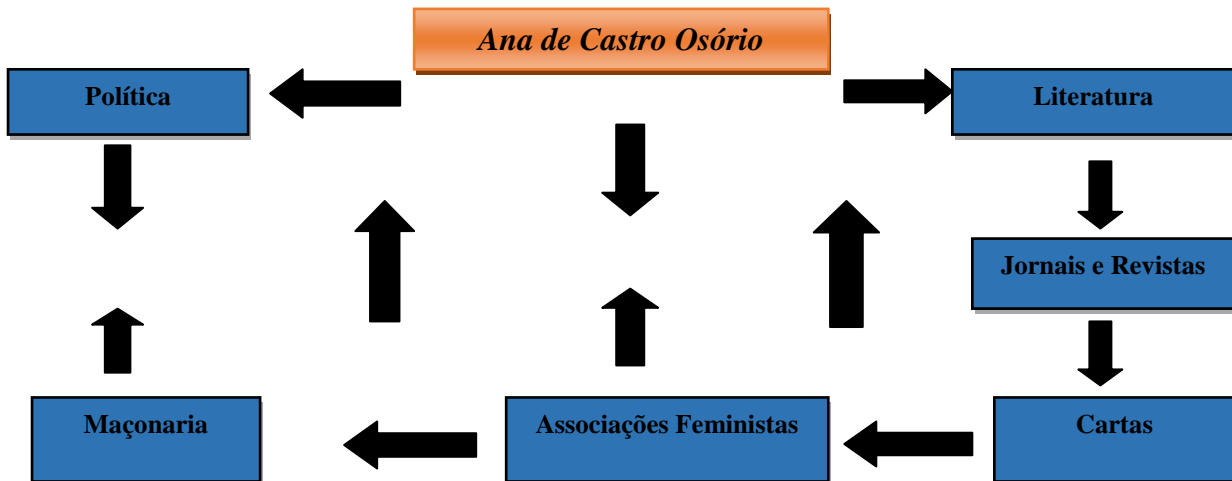 Ana de Castro Osório
Política
Literatura
Jornais e Revistas
Maçonaria
Associações Feministas
Cartas